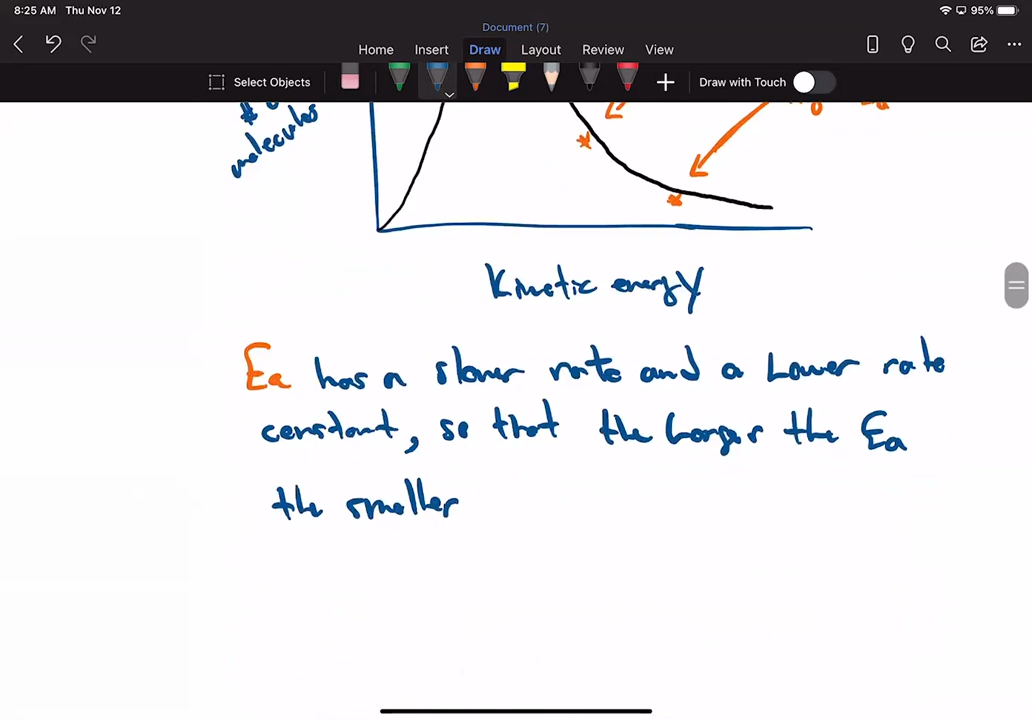 8:25 AM Thu Nov 12
95%
Document (7)
Home Insert Draw Layout Review View
Select Objects
Draw with Touch
molecules
Kinetic energy
Ea has a slower rate and a Lower rate
constant, so that the larger the Ea
the smaller